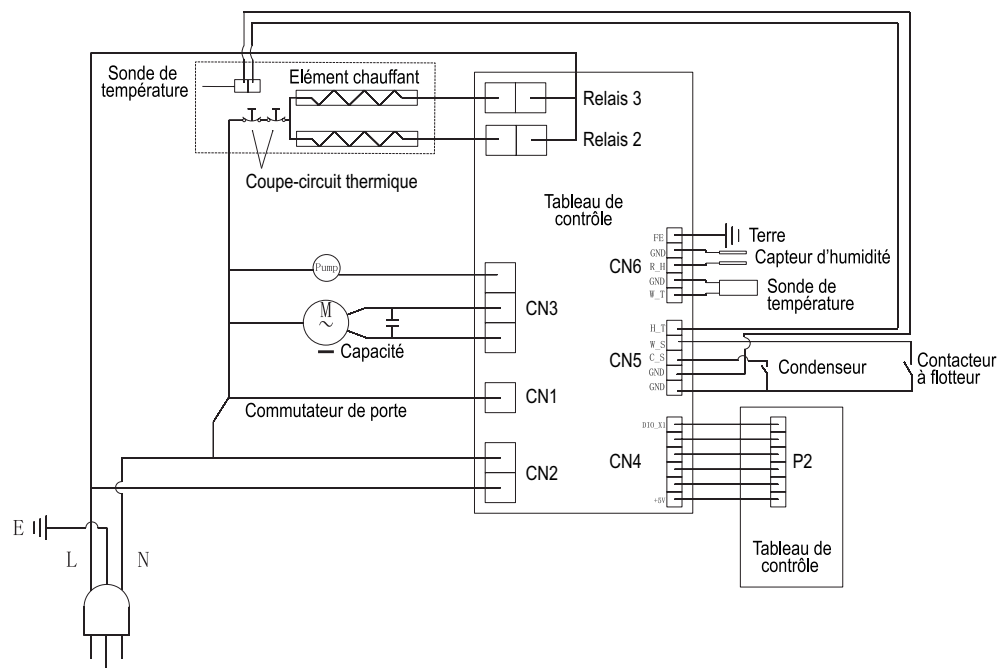 Sonde de
température
Elément chauffant
Relais 3
Relais 2
Coupe-circuit thermique
Tableau de
contrôle
FE
Terre
GND
Capteur d'humidité
CN6
R_H
GND
Sonde de
température
W_T
Pump
CN3
M
~
Capacité
H_T
W_S
CN5
C_S
Condenseur
Contacteur
à flotteur
GND
GND
CN1
Commutateur de porte
DIO_X1
CN4
P2
CN2
+5V
E
L
N
Tableau de
contrôle